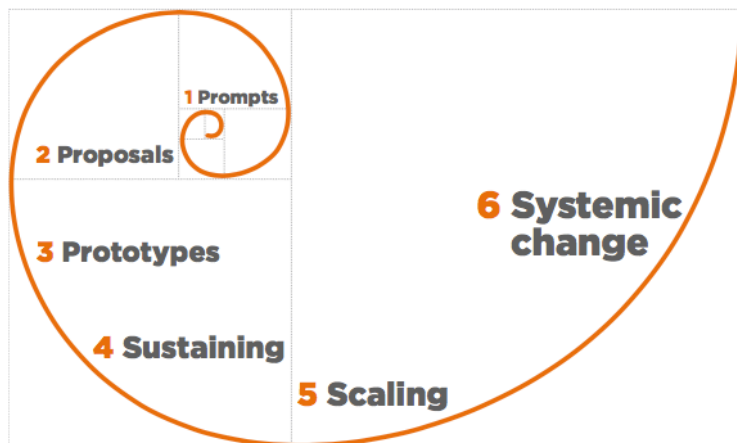 1 Prompts
2 Proposals
3 Prototypes
4 Sustaining
5 Scaling
6 Systemic
change